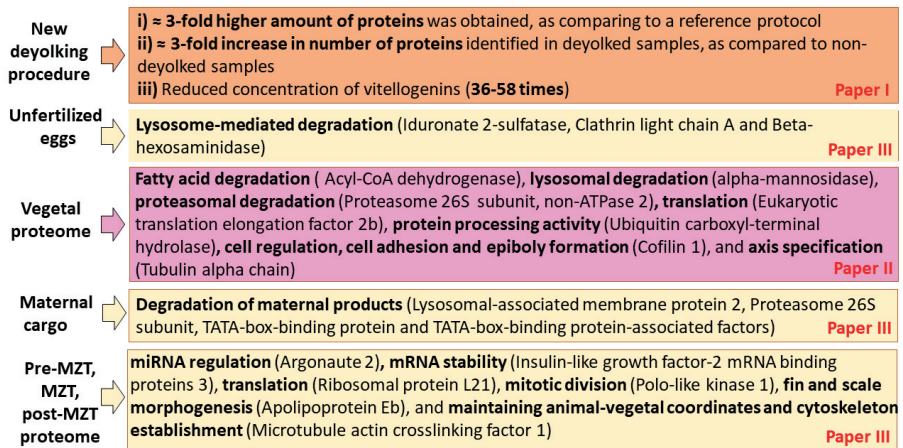 New
deyolking
procedure
i) ≈ 3-fold higher amount of proteins was obtained, as comparing to a reference protocol
ii) ≈ 3-fold increase in number of proteins identified in deyolked samples, as compared to non-
deyolked samples
iii) Reduced concentration of vitellogenins (36-58 times)
Paper I
Unfertilized
eggs
Lysosome-mediated degradation (Iduronate 2-sulfatase, Clathrin light chain A and Beta-
hexosaminidase)
Paper III
Vegetal
proteome
Fatty acid degradation ( Acyl-CoA dehydrogenase), lysosomal degradation (alpha-mannosidase),
proteasomal degradation (Proteasome 26S subunit, non-ATPase 2), translation (Eukaryotic
translation elongation factor 2b), protein processing activity (Ubiquitin carboxyl-terminal
hydrolase), cell regulation, cell adhesion and epiboly formation (Cofilin 1), and axis specification
(Tubulin alpha chain)
Paper II
Maternal
cargo
Degradation of maternal products (Lysosomal-associated membrane protein 2, Proteasome 26S
subunit, TATA-box-binding protein and TATA-box-binding protein-associated factors)
Paper III
Pre-MZT,
MZT,
post-MZT
proteome
miRNA regulation (Argonaute 2), mRNA stability (Insulin-like growth factor-2 mRNA binding
proteins 3), translation (Ribosomal protein L21), mitotic division (Polo-like kinase 1), fin and scale
morphogenesis (Apolipoprotein Eb), and maintaining animal-vegetal coordinates and cytoskeleton
establishment (Microtubule actin crosslinking factor 1)
Paper III